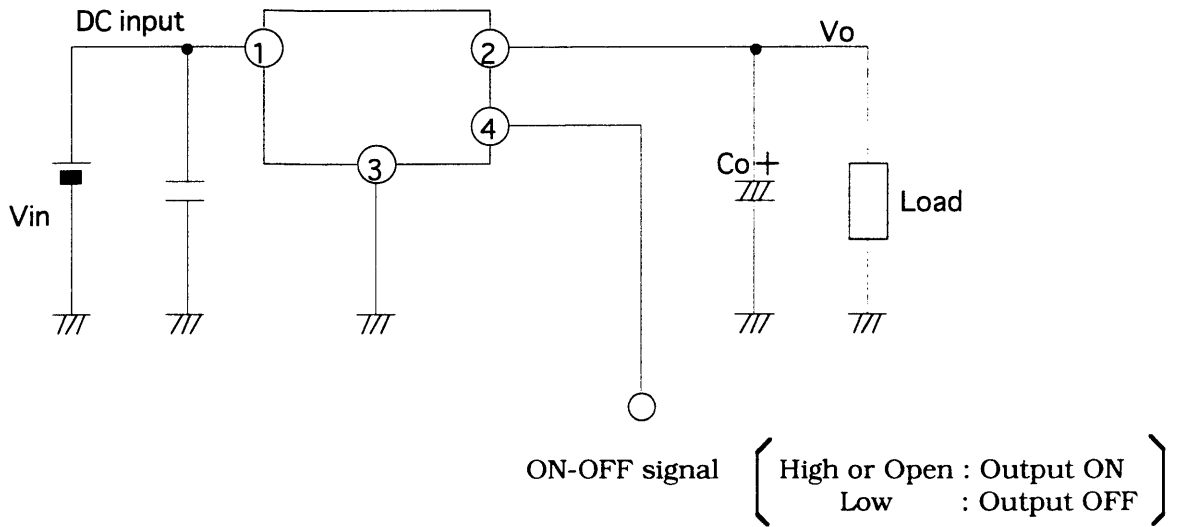 DC input
Vo
1
2
4
3
Co +
Vin
Load
ON-OFF signal
High or Open : Output ON
Low : Output OFF